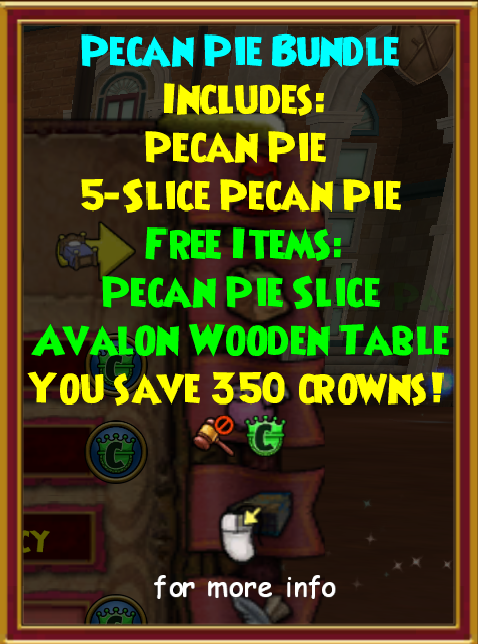 Pecan Pie Bundle
Includes:
Pecan Pie
5-Slice Pecan Pie
Free Items:
Pecan Pie Slice
Avalon Wooden Table
You save 350 crowns!
for more info
CY